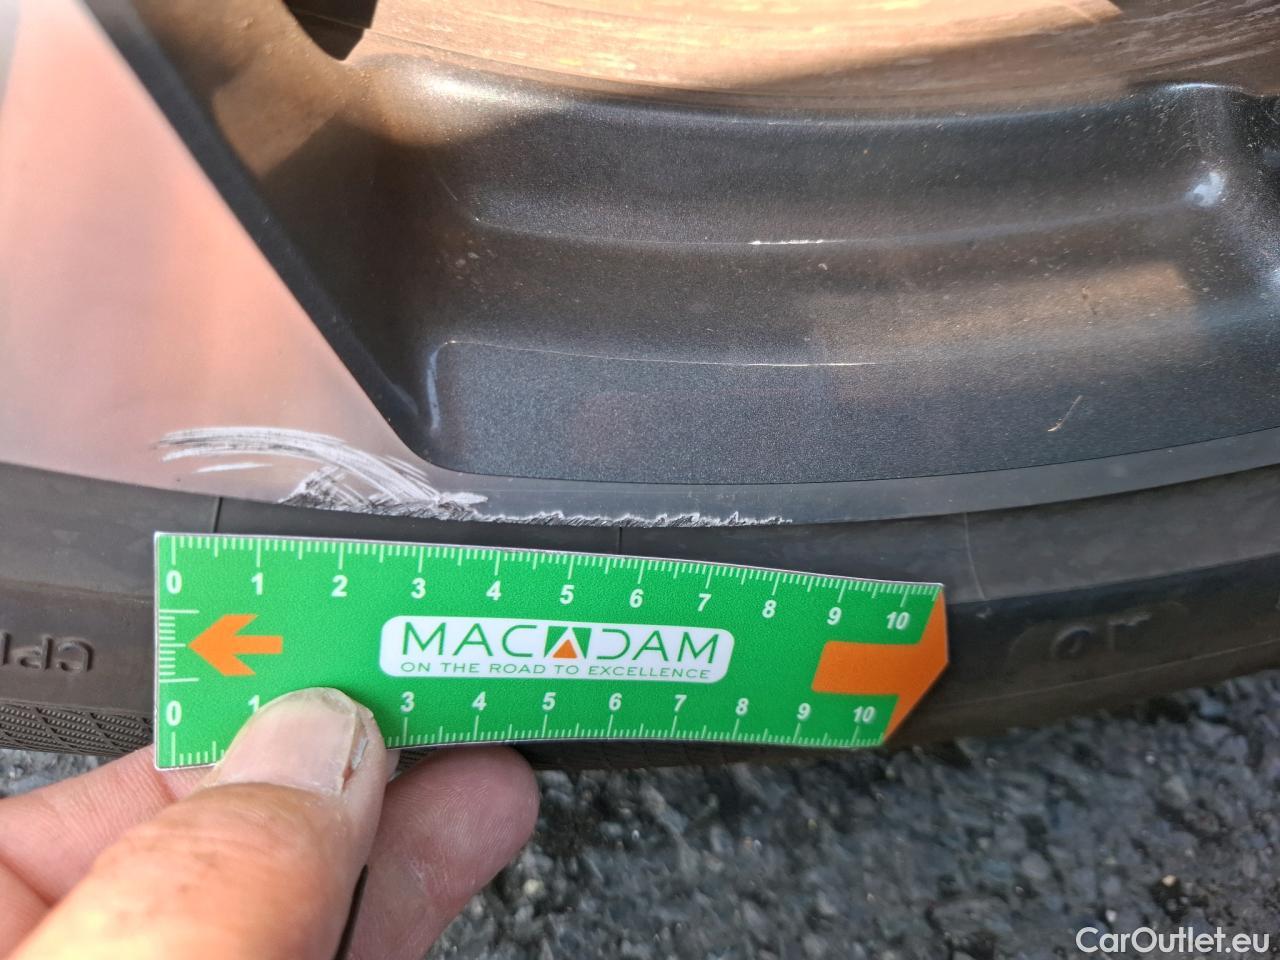 0 1 2 3 4 5 6 7 8 9 10
MACADAM
ON THE ROAD TO EXCELLENCE
0 1 3 4 5 6 7 8 9 10
CarOutlet.eu